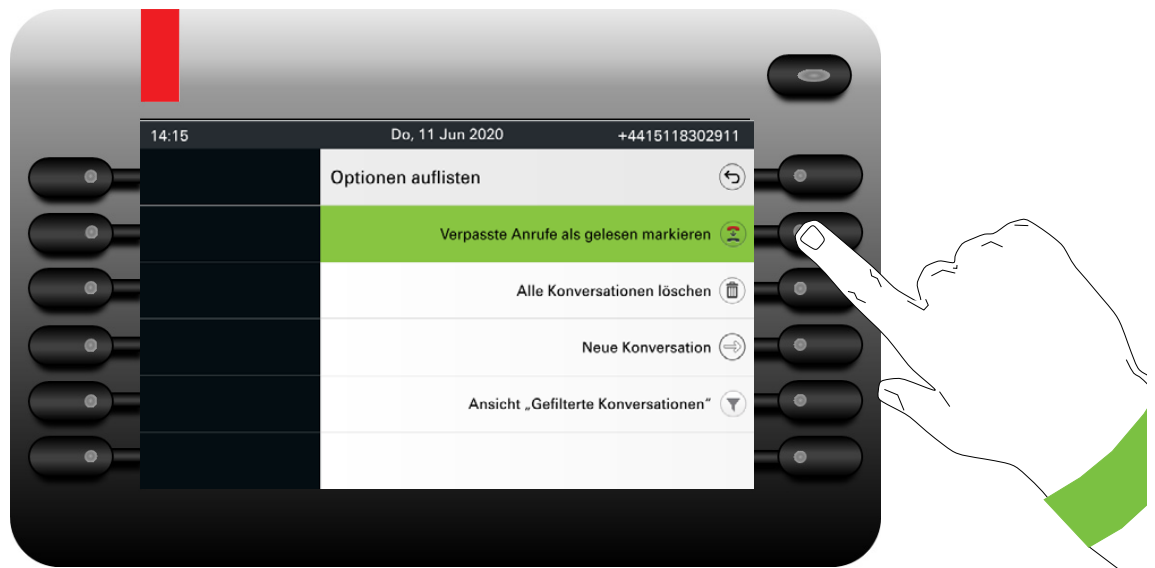 14:15 Do, 11 Jun 2020 +4415118302911
Optionen auflisten
Verpasste Anrufe als gelesen markieren
Alle Konversationen löschen
Neue Konversation
Ansicht „Gefilterte Konversationen“